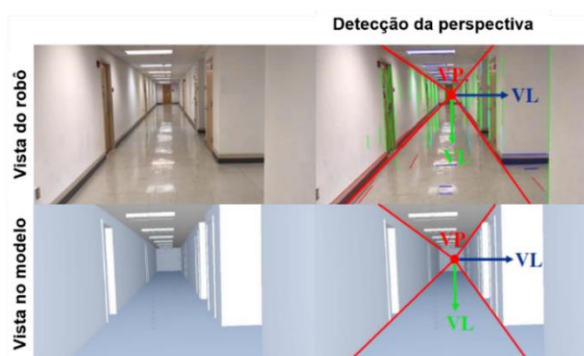 Detecção da perspectiva
Vista do robô
VP
VL
VL
Vista no modelo
VP
VL
VL